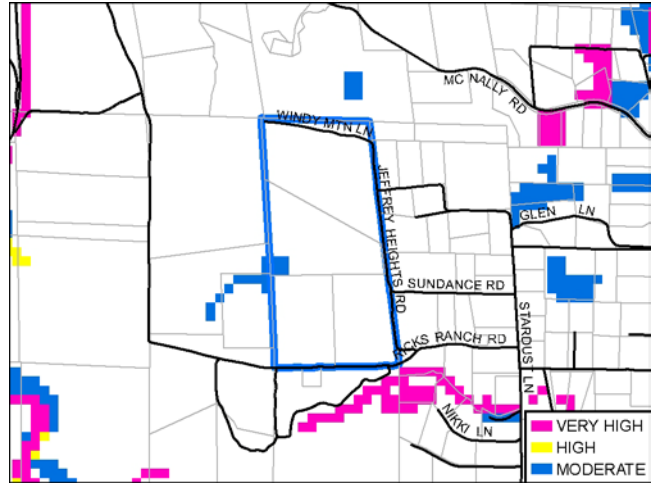 MC NALLY RD
WINDY MTN LN
JEFFREY HEIGHTS RD
GLEN LN
SUNDANCE RD
STARDUS LN
RICKS RANCH RD
NIKKI LN
VERY HIGH
HIGH
MODERATE